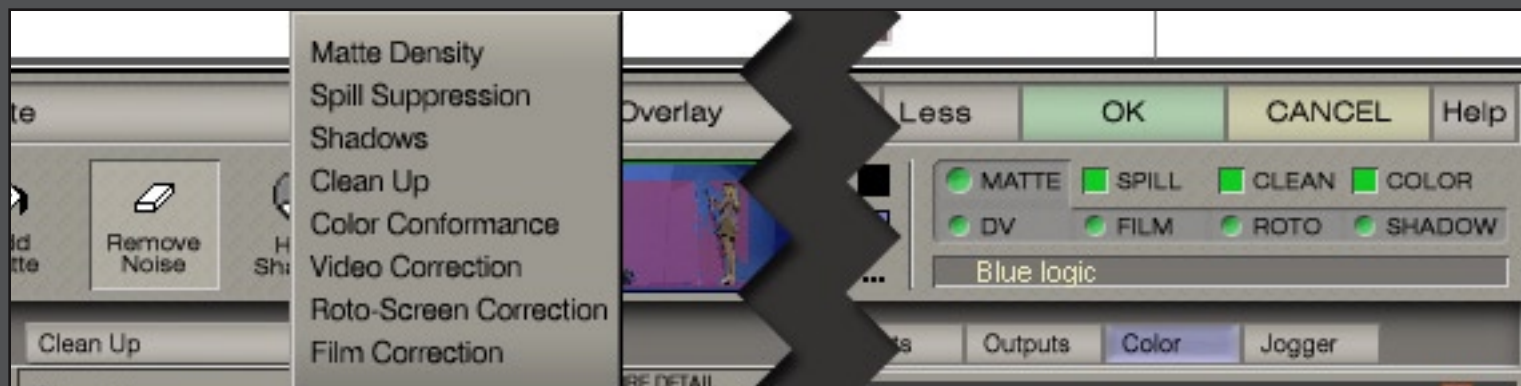 Matte Density
Spill Suppression
Shadows
Clean Up
Color Conformance
Video Correction
Roto-Screen Correction
Film Correction
Overlay
Less
OK
CANCEL
Help
Remove
Noise
MATTE
SPILL
CLEAN
COLOR
DV
FILM
ROTO
SHADOW
Blue logic
Clean Up
Outputs
Color
Jogger
DETAIL